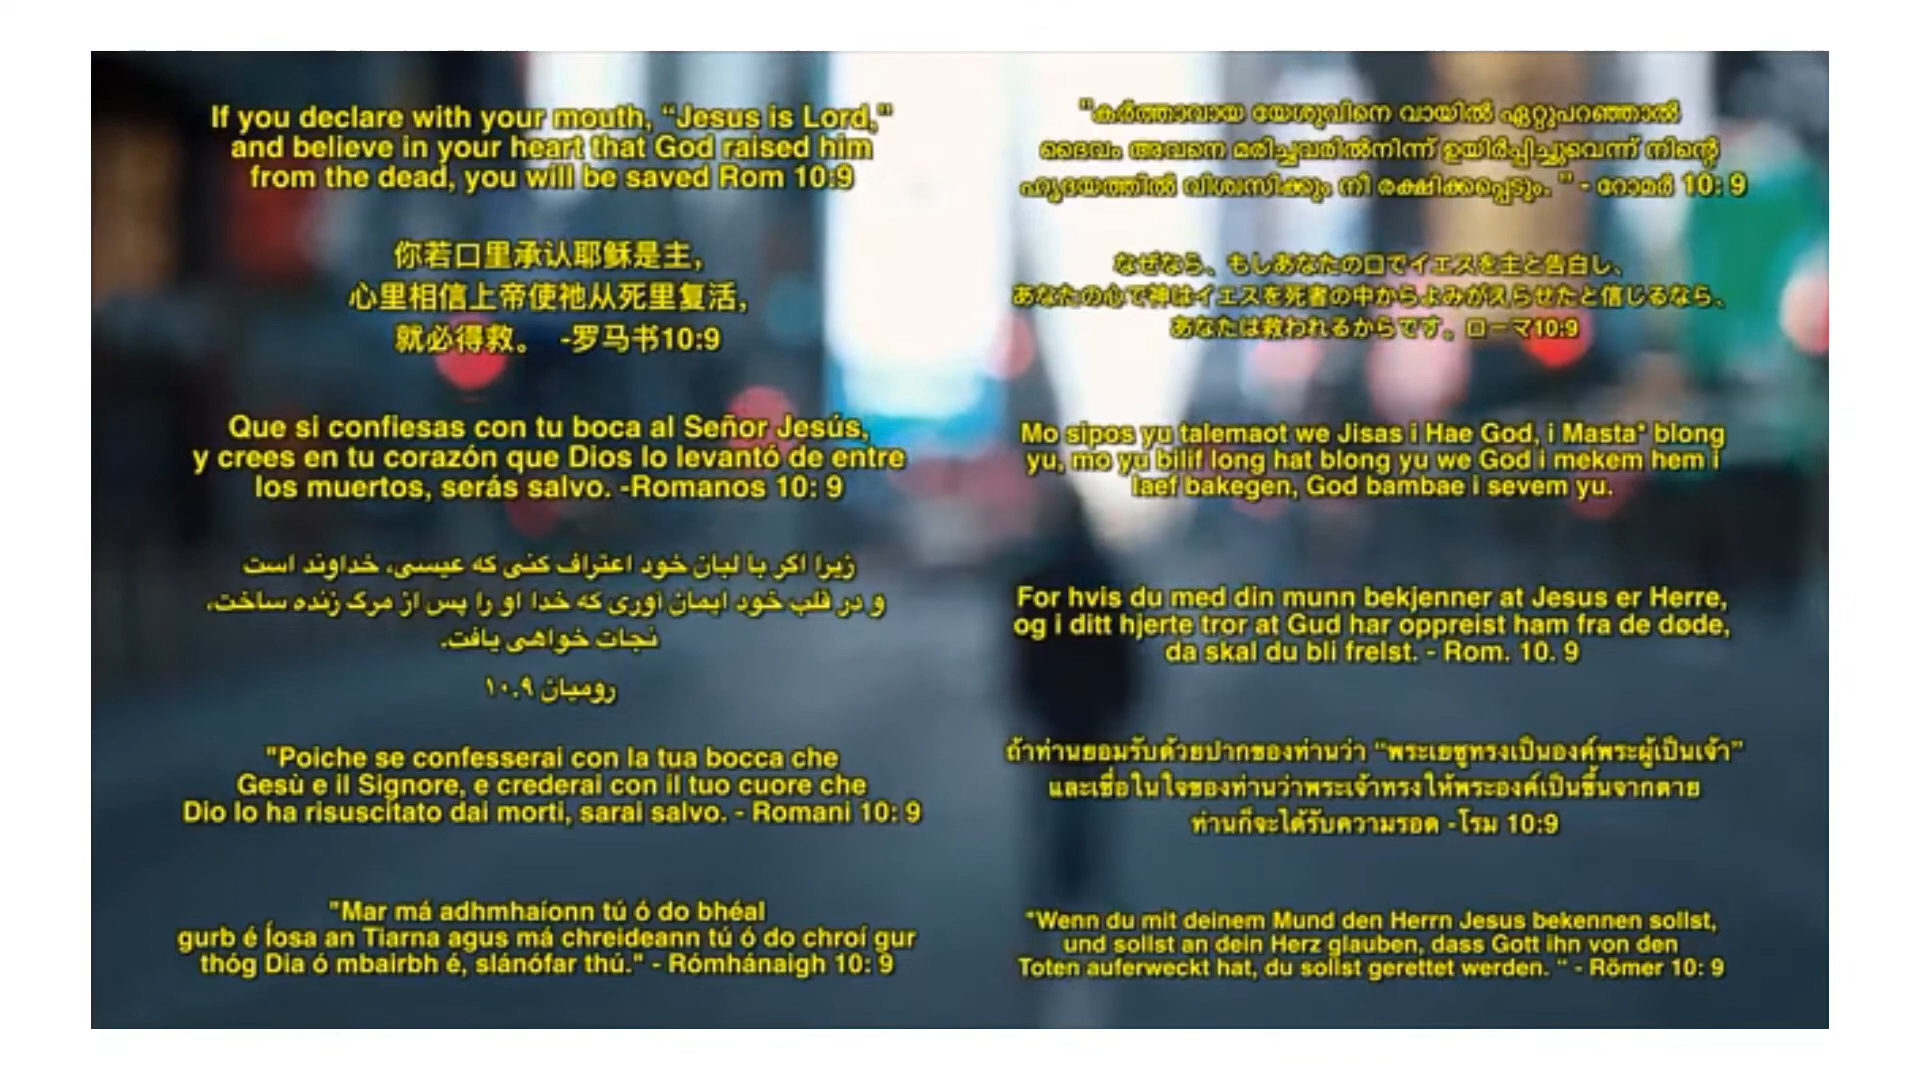 If you declare with your mouth, “Jesus is Lord,”
and believe in your heart that God raised him
from the dead, you will be saved Rom 10:9
你若口里承认耶稣是主，
心里相信上帝使祂从死里复活，
就必得救。 -罗马书10:9
Que si confiesas con tu boca al Señor Jesús,
y crees en tu corazón que Dios lo levantó de entre
los muertos, serás salvo. -Romanos 10: 9
زیرا اکر با لبان خود اعتراف کنی که عیسی، خداوند است
و در قلب خود ایمان آوری که خدا او را پس از مرک زنده ساخت،
نجات خواهی یافت.
رومیان ۱۰.۹
"Poiche se confesserai con la tua bocca che
Gesù e il Signore, e crederai con il tuo cuore che
Dio lo ha risuscitato dai morti, sarai salvo. - Romani 10: 9
"Mar má adhmhaíonn tú ó do bhéal
gurb é Íosa an Tiarna agus má chreideann tú ó do chroí gur
thóg Dia ó mbairbh é, slánófar thú." - Rómhánaigh 10: 9
"കർത്താവായ യേശുവിനെ വായിൽ ഏറ്റുപറഞ്ഞാൽ
ദൈവം അവനെ മരിച്ചവരിൽനിന്ന് ഉയിർപ്പിച്ചുവെന്ന് നിന്റെ
ഹൃദയത്തിൽ വിശ്വസിക്കും നീ രക്ഷിക്കപ്പെടും. " - റോമർ 10: 9
なぜなら、もしあなたの口でイエスを主と告白し、
あなたの心で神はイエスを死者の中からよみがえらせたと信じるなら、
あなたは救われるからです。ローマ10:9
Mo sipos yu talemaot we Jisas i Hae God, i Masta* blong
yu, mo yu bilif long hat blong yu we God i mekem hem i
laef bakegen, God bambae i sevem yu.
For hvis du med din munn bekjenner at Jesus er Herre,
og i ditt hjerte tror at Gud har oppreist ham fra de døde,
da skal du bli frelst. - Rom. 10. 9
ถ้าท่านยอมรับด้วยปากของท่านว่า “พระเยซูทรงเป็นองค์พระผู้เป็นเจ้า”
และเชื่อในใจของท่านว่าพระเจ้าทรงให้พระองค์เป็นขึ้นจากตาย
ท่านก็จะได้รับความรอด -โรม 10:9
"Wenn du mit deinem Mund den Herrn Jesus bekennen sollst,
und sollst an dein Herz glauben, dass Gott ihn von den
Toten auferweckt hat, du sollst gerettet werden. “ - Römer 10: 9